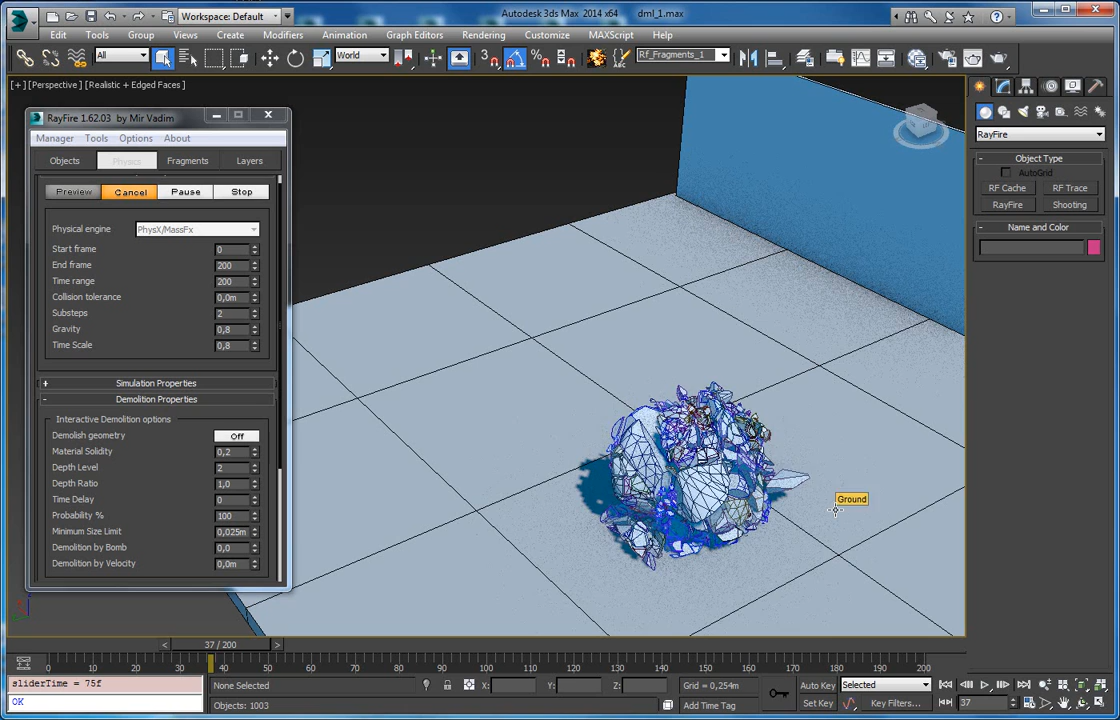 Workspace: Default
Autodesk 3ds Max 2014 x64 dml_1.max
Edit Tools Group Views Create Modifiers Animation Graph Editors Rendering Customize MAXScript Help
All View World Rf_Fragments_1
[+] [Perspective] [Realistic + Edged Faces]
RayFire 1.62.03 by Mir Vadim
Manager Tools Options About
Objects Physics Fragments Layers
Preview Cancel Pause Stop
Physical engine PhysX/MassFx
Start frame 0
End frame 200
Time range 200
Collision tolerance 0,0m
Substeps 2
Gravity 0,8
Time Scale 0,8
+ Simulation Properties
- Demolition Properties
Interactive Demolition options
Demolish geometry Off
Material Solidity 0,2
Depth Level 2
Depth Ratio 1,0
Time Delay 0
Probability % 100
Minimum Size Limit 0,025m
Demolition by Bomb 0,0
Demolition by Velocity 0,0m
Ground
RayFire
- Object Type
AutoGrid
RF Cache RF Trace
RayFire Shooting
- Name and Color
< 37 / 200 >
0 10 20 30 40 50 60 70 80 90 100 110 120 130 140 150 160 170 180 190 200
sliderTime = 75f
OK
None Selected
Objects: 1003
X: Y: Z: Grid = 0,254m
Add Time Tag
Auto Key Selected
Set Key Key Filters...
37